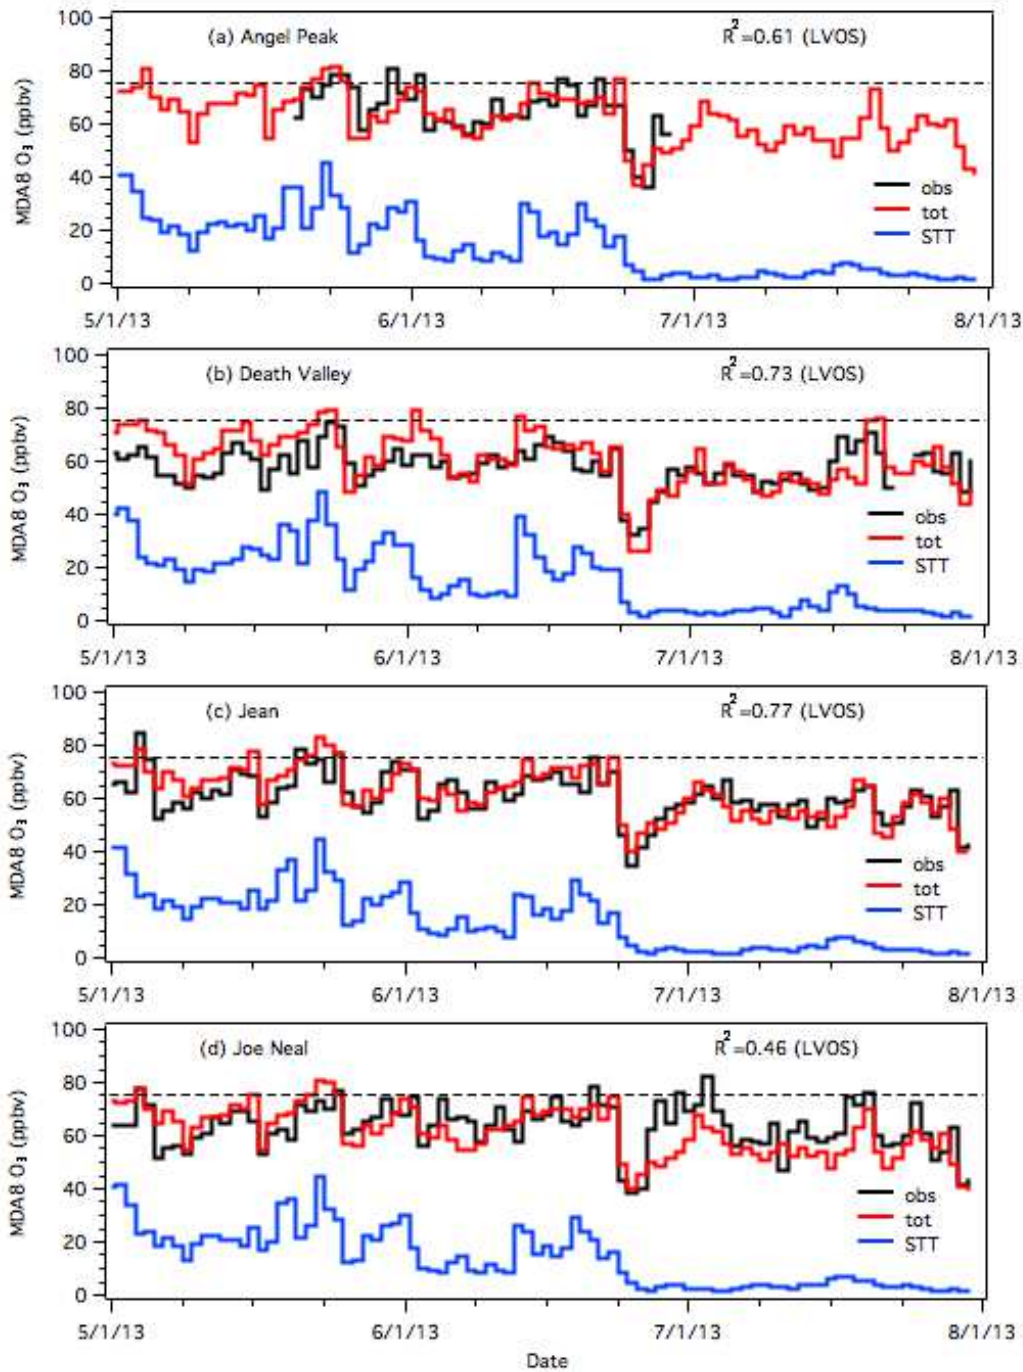 100
80
60
40
20
0
MDA8 O3 (ppbv)
(a) Angel Peak
R2=0.61 (LVOS)
obs
tot
STT
5/1/13 6/1/13 7/1/13 8/1/13
100
80
60
40
20
0
MDA8 O3 (ppbv)
(b) Death Valley
R2=0.73 (LVOS)
obs
tot
STT
5/1/13 6/1/13 7/1/13 8/1/13
100
80
60
40
20
0
MDA8 O3 (ppbv)
(c) Jean
R2=0.77 (LVOS)
obs
tot
STT
5/1/13 6/1/13 7/1/13 8/1/13
100
80
60
40
20
0
MDA8 O3 (ppbv)
(d) Joe Neal
R2=0.46 (LVOS)
obs
tot
STT
5/1/13 6/1/13 7/1/13 8/1/13
Date